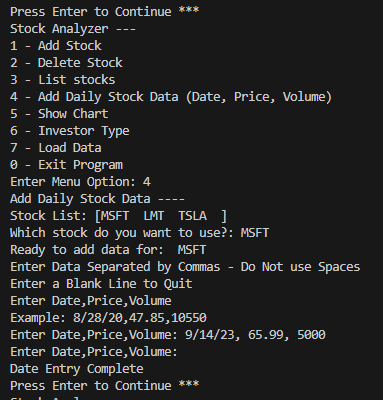 Press Enter to Continue ***
Stock Analyzer ---
1 - Add Stock
2 - Delete Stock
3 - List stocks
4 - Add Daily Stock Data (Date, Price, Volume)
5 - Show Chart
6 - Investor Type
7 - Load Data
0 - Exit Program
Enter Menu Option: 4
Add Daily Stock Data ----
Stock List: [MSFT  LMT  TSLA  ]
Which stock do you want to use?: MSFT
Ready to add data for:  MSFT
Enter Data Separated by Commas - Do Not use Spaces
Enter a Blank Line to Quit
Enter Date,Price,Volume
Example: 8/28/20,47.85,10550
Enter Date,Price,Volume: 9/14/23, 65.99, 5000
Enter Date,Price,Volume:
Date Entry Complete
Press Enter to Continue ***